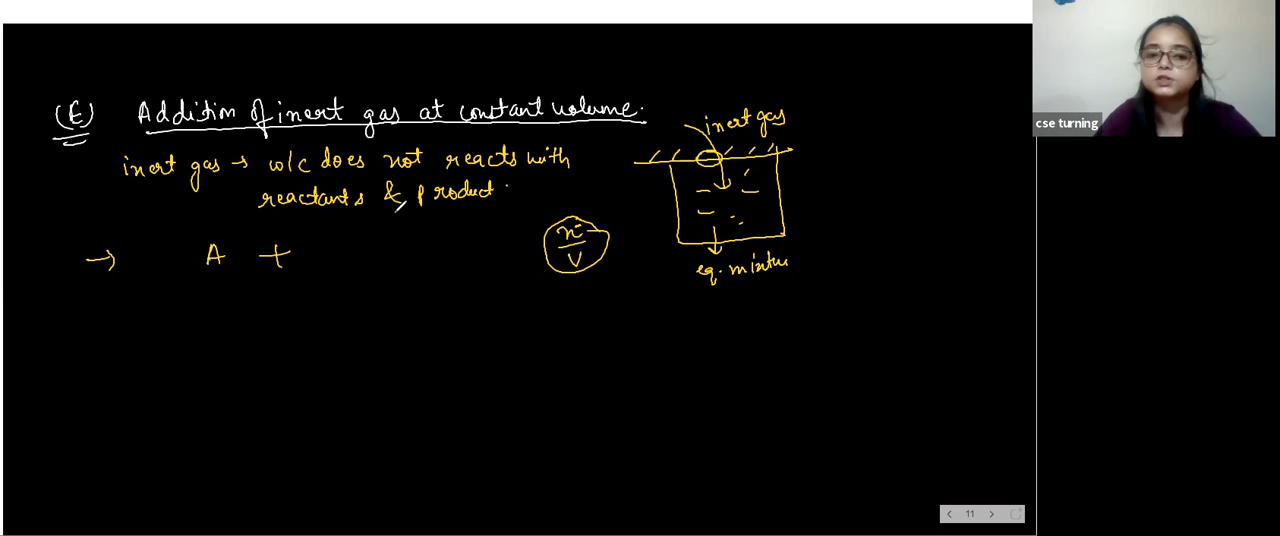 (E) Addition of inert gas at constant volume.
inert gas
inert gas → w/c does not reacts with
reactants & product.
n
V
→ A +
eq. mixture
cse turning
< 11 >